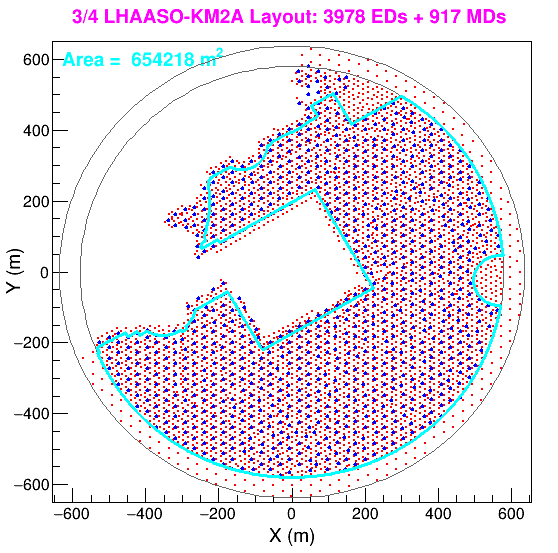 3/4 LHAASO-KM2A Layout: 3978 EDs + 917 MDs
Area = 654218 m²
600
400
200
0
−200
−400
−600
Y (m)
−600 −400 −200 0 200 400 600
X (m)